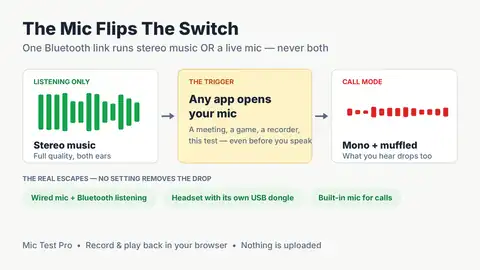 The Mic Flips The Switch
One Bluetooth link runs stereo music OR a live mic — never both
LISTENING ONLY
Stereo music
Full quality, both ears
THE TRIGGER
Any app opens
your mic
A meeting, a game, a recorder,
this test — even before you speak
CALL MODE
Mono + muffled
What you hear drops too
THE REAL ESCAPES — NO SETTING REMOVES THE DROP
Wired mic + Bluetooth listening
Headset with its own USB dongle
Built-in mic for calls
Mic Test Pro • Record & play back in your browser • Nothing is uploaded